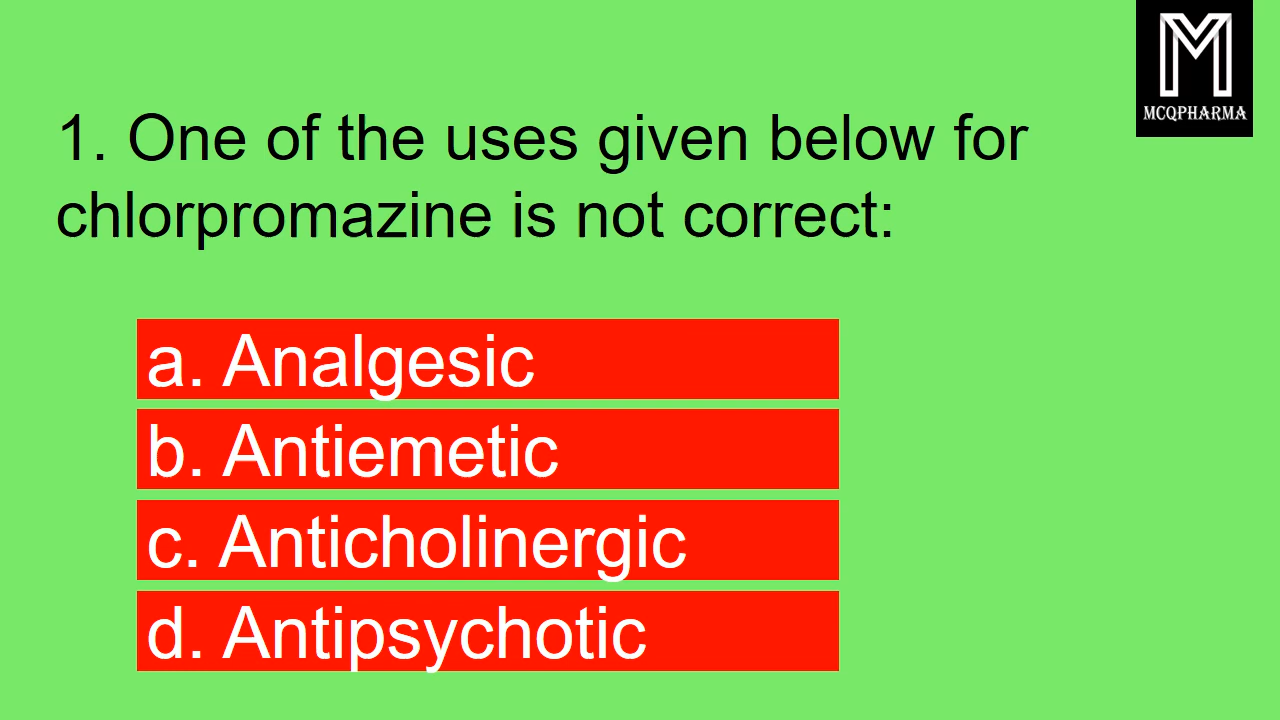 M
MCQPHARMA
1. One of the uses given below for
chlorpromazine is not correct:
a. Analgesic
b. Antiemetic
c. Anticholinergic
d. Antipsychotic